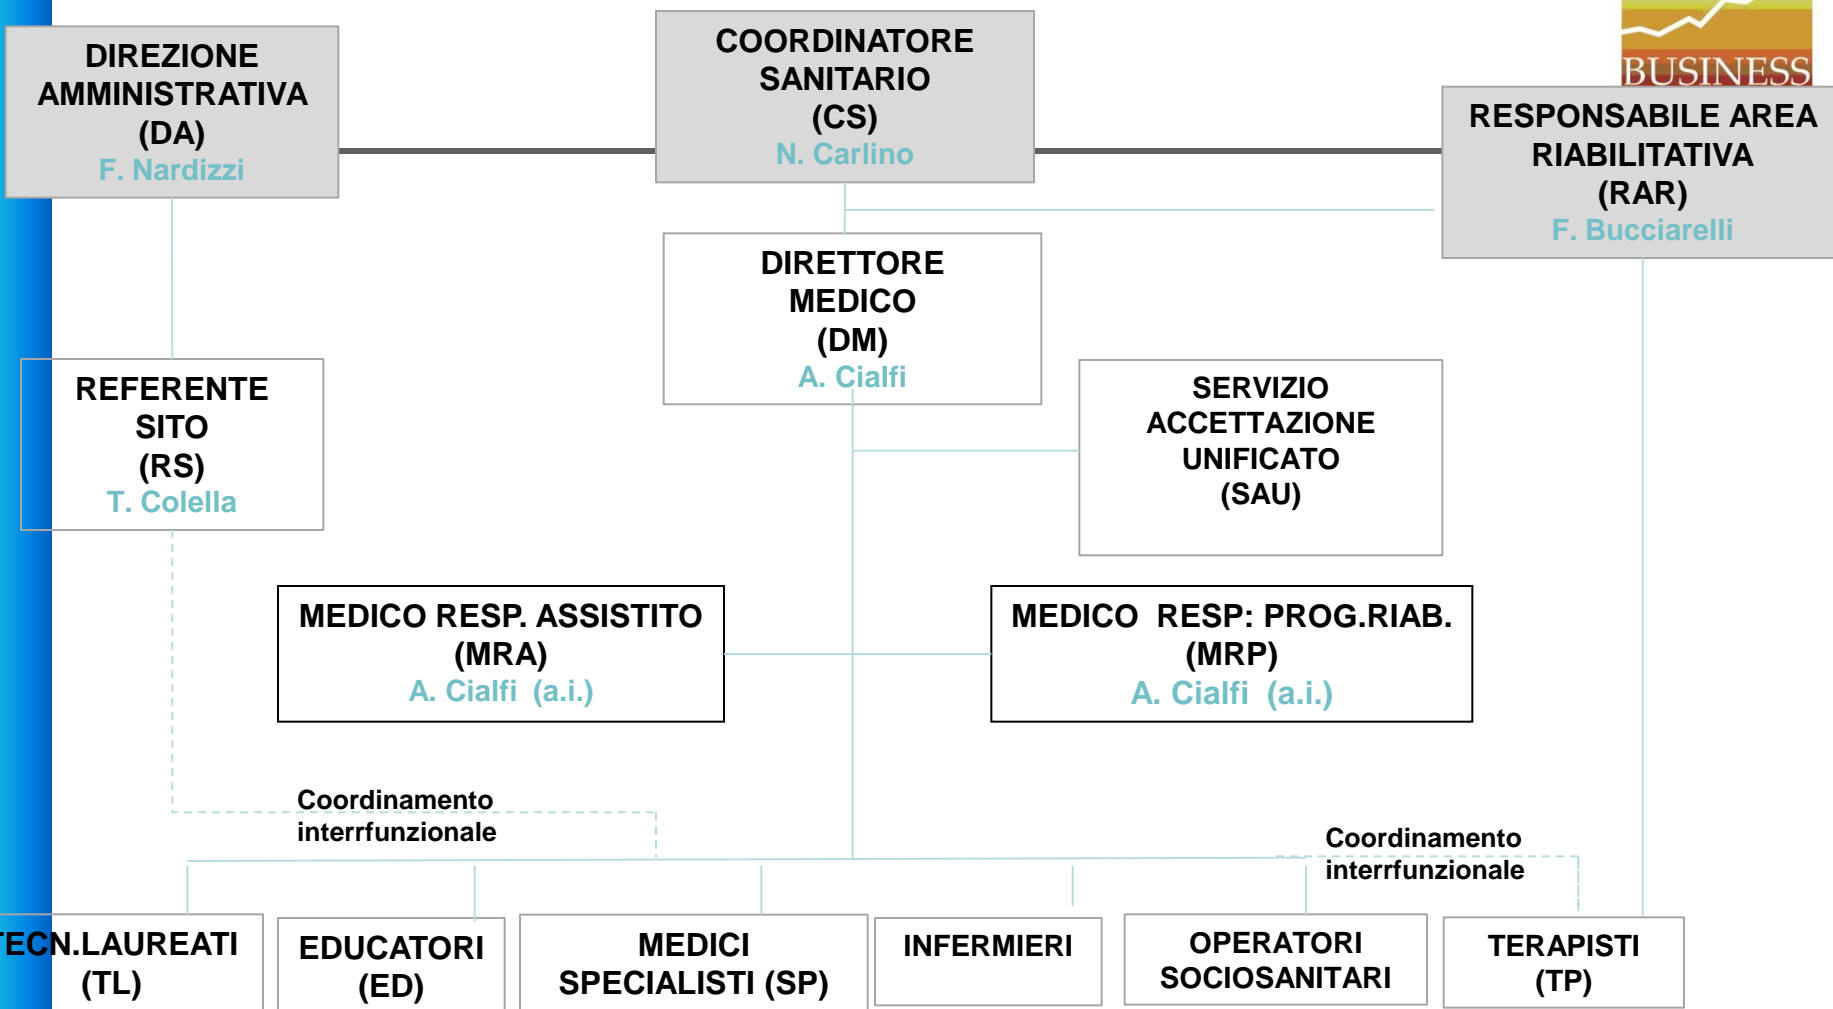 DIREZIONE
AMMINISTRATIVA
(DA)
F. Nardizzi
COORDINATORE
SANITARIO
(CS)
N. Carlino
BUSINESS
RESPONSABILE AREA
RIABILITATIVA
(RAR)
F. Bucciarelli
DIRETTORE
MEDICO
(DM)
A. Cialfi
REFERENTE
SITO
(RS)
T. Colella
SERVIZIO
ACCETTAZIONE
UNIFICATO
(SAU)
MEDICO RESP. ASSISTITO
(MRA)
A. Cialfi (a.i.)
MEDICO RESP: PROG.RIAB.
(MRP)
A. Cialfi (a.i.)
Coordinamento
interrfunzionale
Coordinamento
interrfunzionale
TECN.LAUREATI
(TL)
EDUCATORI
(ED)
MEDICI
SPECIALISTI (SP)
INFERMIERI
OPERATORI
SOCIOSANITARI
TERAPISTI
(TP)